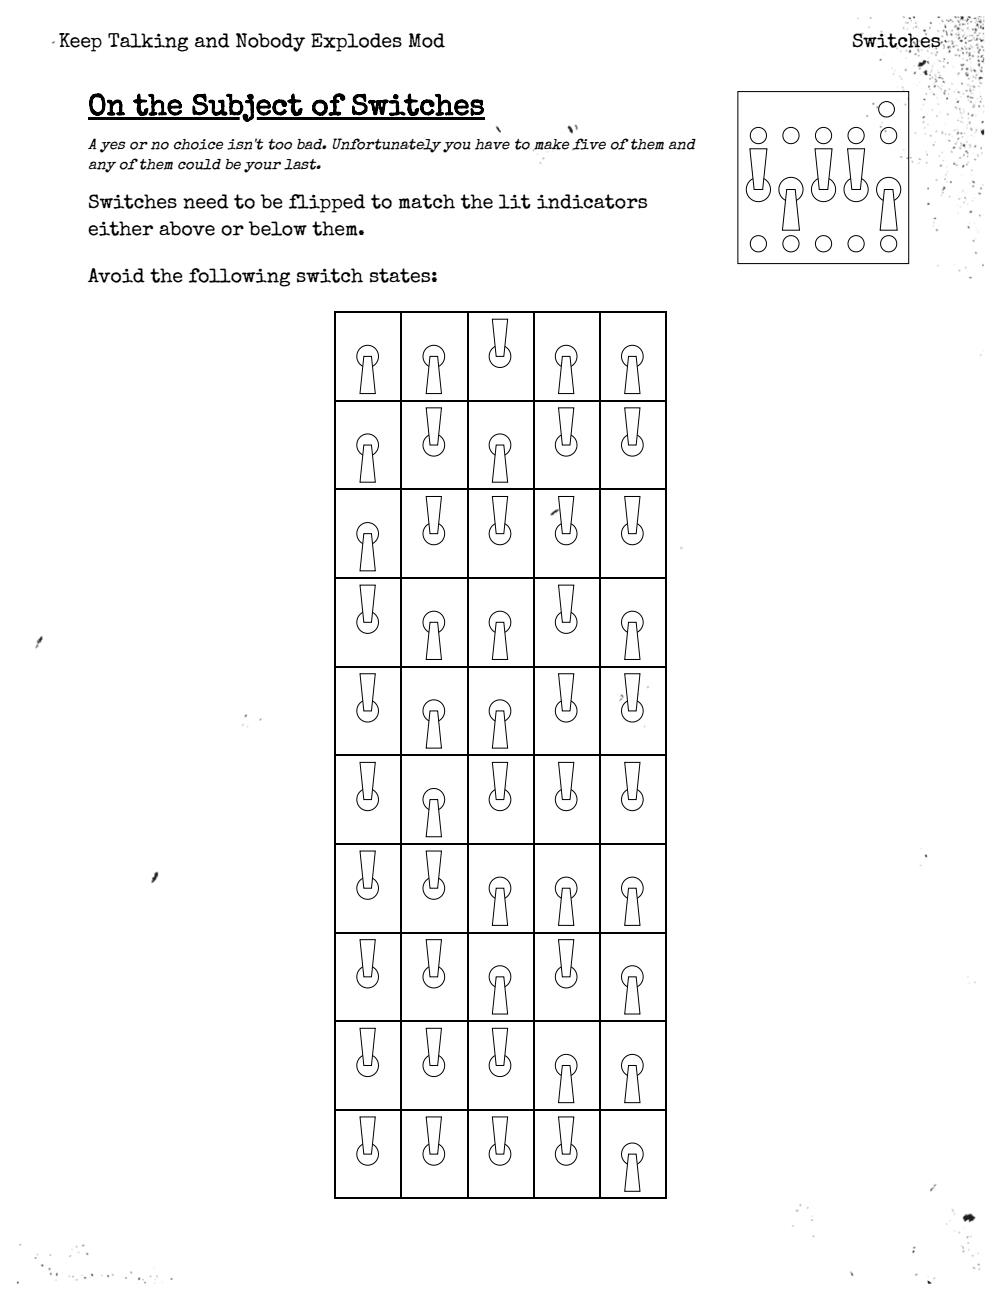 Keep Talking and Nobody Explodes Mod
Switches
On the Subject of Switches
A yes or no choice isn't too bad. Unfortunately you have to make five of them and
any of them could be your last.
Switches need to be flipped to match the lit indicators
either above or below them.
Avoid the following switch states: